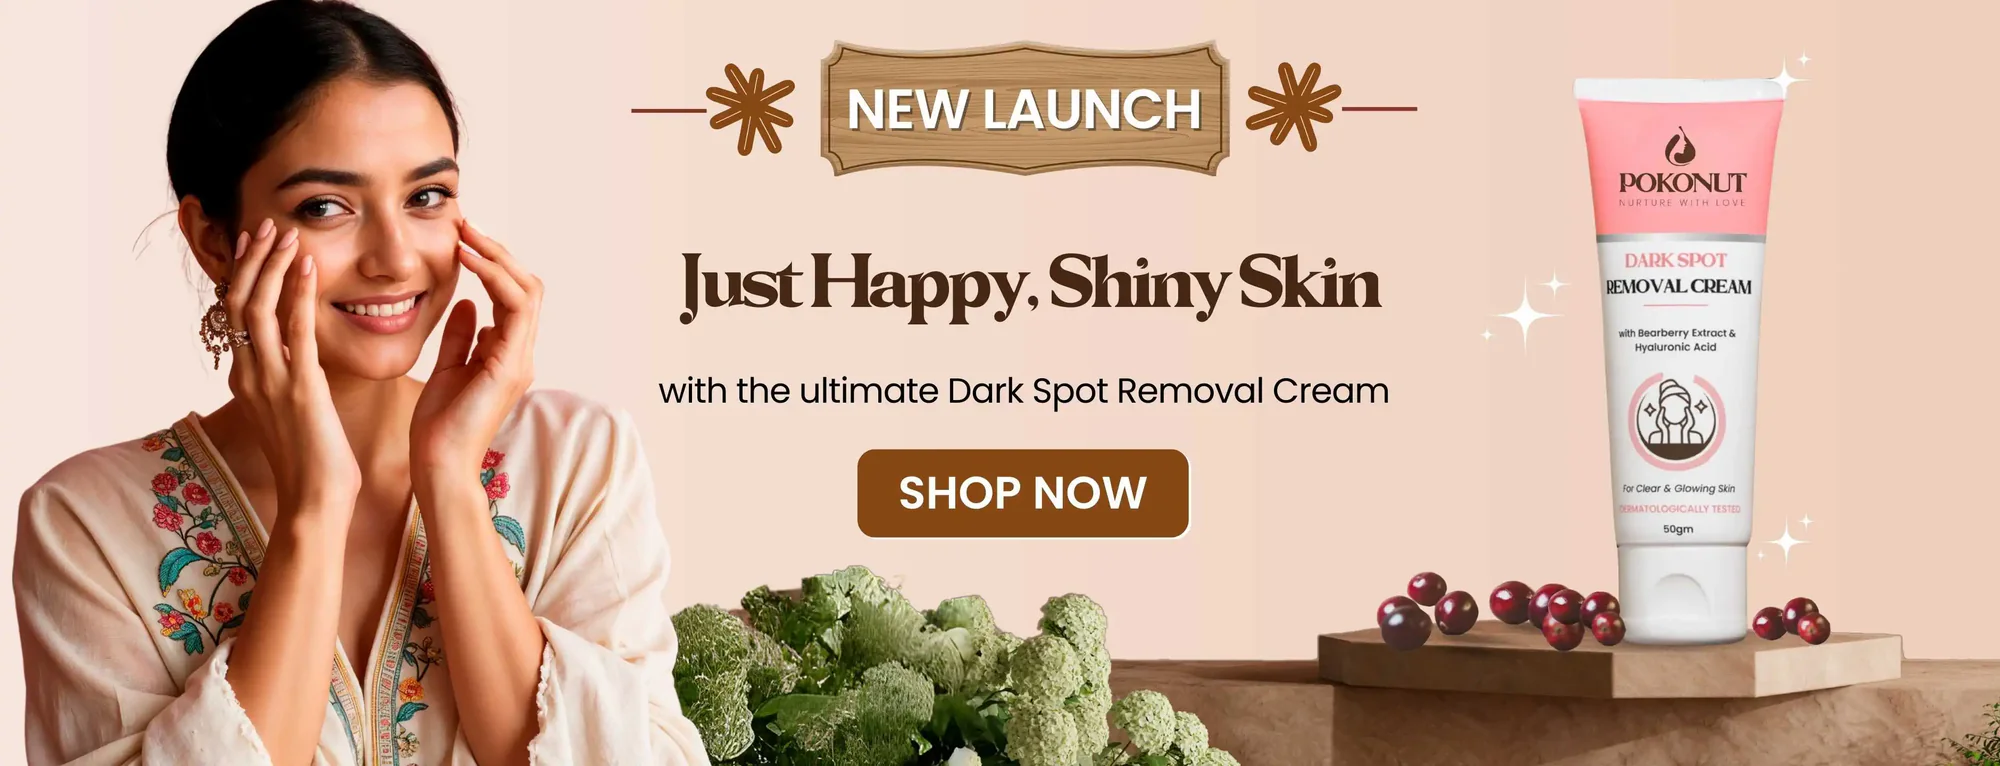 NEW LAUNCH
Just Happy, Shiny Skin
with the ultimate Dark Spot Removal Cream
SHOP NOW
POKONUT
NURTURE WITH LOVE
DARK SPOT
REMOVAL CREAM
with Bearberry Extract &
Hyaluronic Acid
For Clear & Glowing Skin
DERMATOLOGICALLY TESTED
50gm